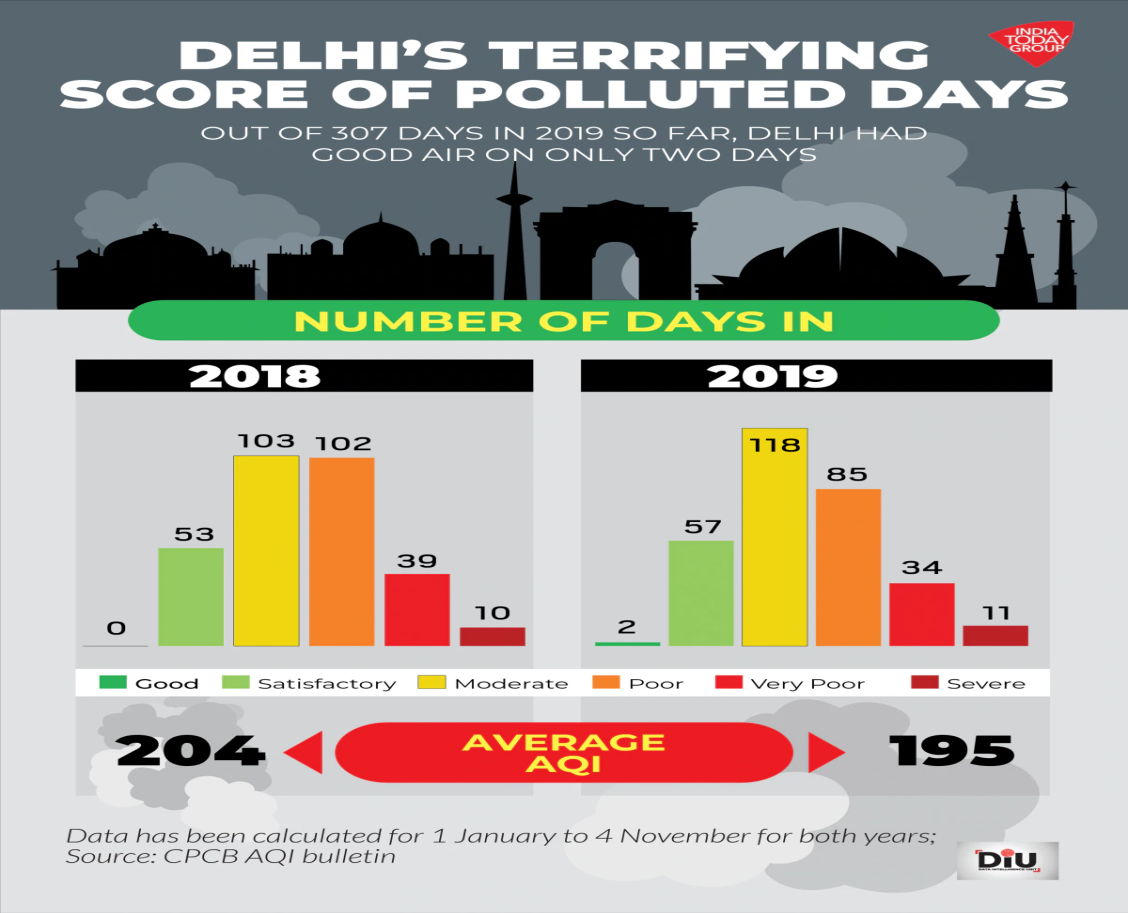 INDIA
TODAY
GROUP
DELHI'S TERRIFYING
SCORE OF POLLUTED DAYS
OUT OF 307 DAYS IN 2019 SO FAR, DELHI HAD
GOOD AIR ON ONLY TWO DAYS
NUMBER OF DAYS IN
2018
0
53
103
102
39
10
2019
2
57
118
85
34
11
Good Satisfactory Moderate Poor Very Poor Severe
204
AVERAGE
AQI
195
Data has been calculated for 1 January to 4 November for both years;
Source: CPCB AQI bulletin
DiU
DATA INTELLIGENCE UNIT